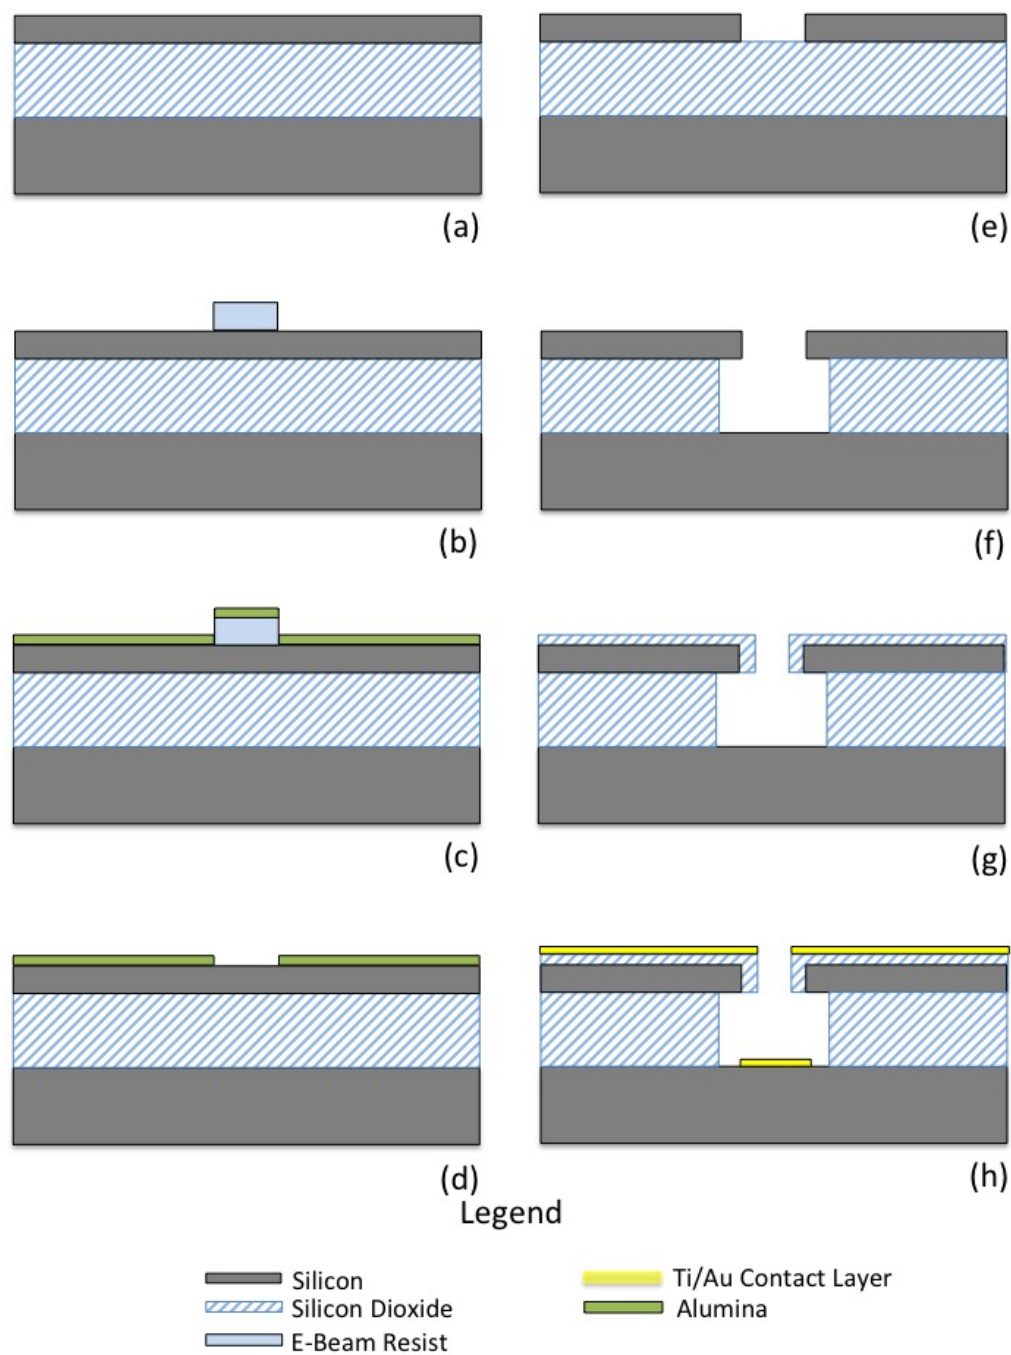 (a)
(e)
(b)
(f)
(c)
(g)
(d)
(h)
Legend
Silicon
Ti/Au Contact Layer
Silicon Dioxide
Alumina
E-Beam Resist